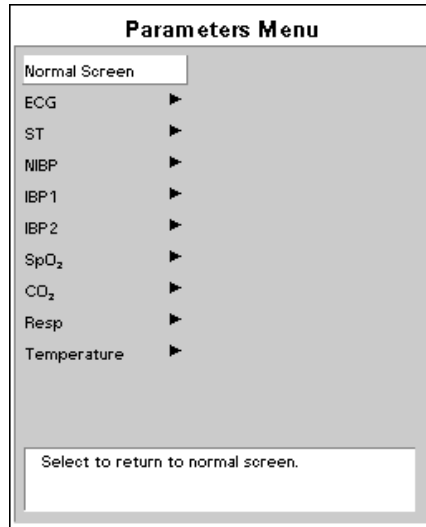 Parameters Menu
Normal Screen
ECG
ST
NIBP
IBP1
IBP2
SpO₂
CO₂
Resp
Temperature
Select to return to normal screen.